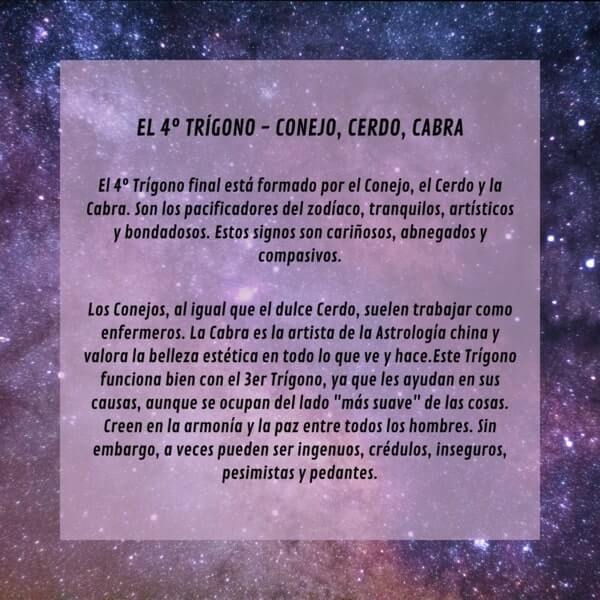 EL 4º TRÍGONO - CONEJO, CERDO, CABRA
El 4º Trígono final está formado por el Conejo, el Cerdo y la
Cabra. Son los pacificadores del zodíaco, tranquilos, artísticos
y bondadosos. Estos signos son cariñosos, abnegados y
compasivos.
Los Conejos, al igual que el dulce Cerdo, suelen trabajar como
enfermeros. La Cabra es la artista de la Astrología china y
valora la belleza estética en todo lo que ve y hace.Este Trígono
funciona bien con el 3er Trígono, ya que les ayudan en sus
causas, aunque se ocupan del lado "más suave" de las cosas.
Creen en la armonía y la paz entre todos los hombres. Sin
embargo, a veces pueden ser ingenuos, crédulos, inseguros,
pesimistas y pedantes.